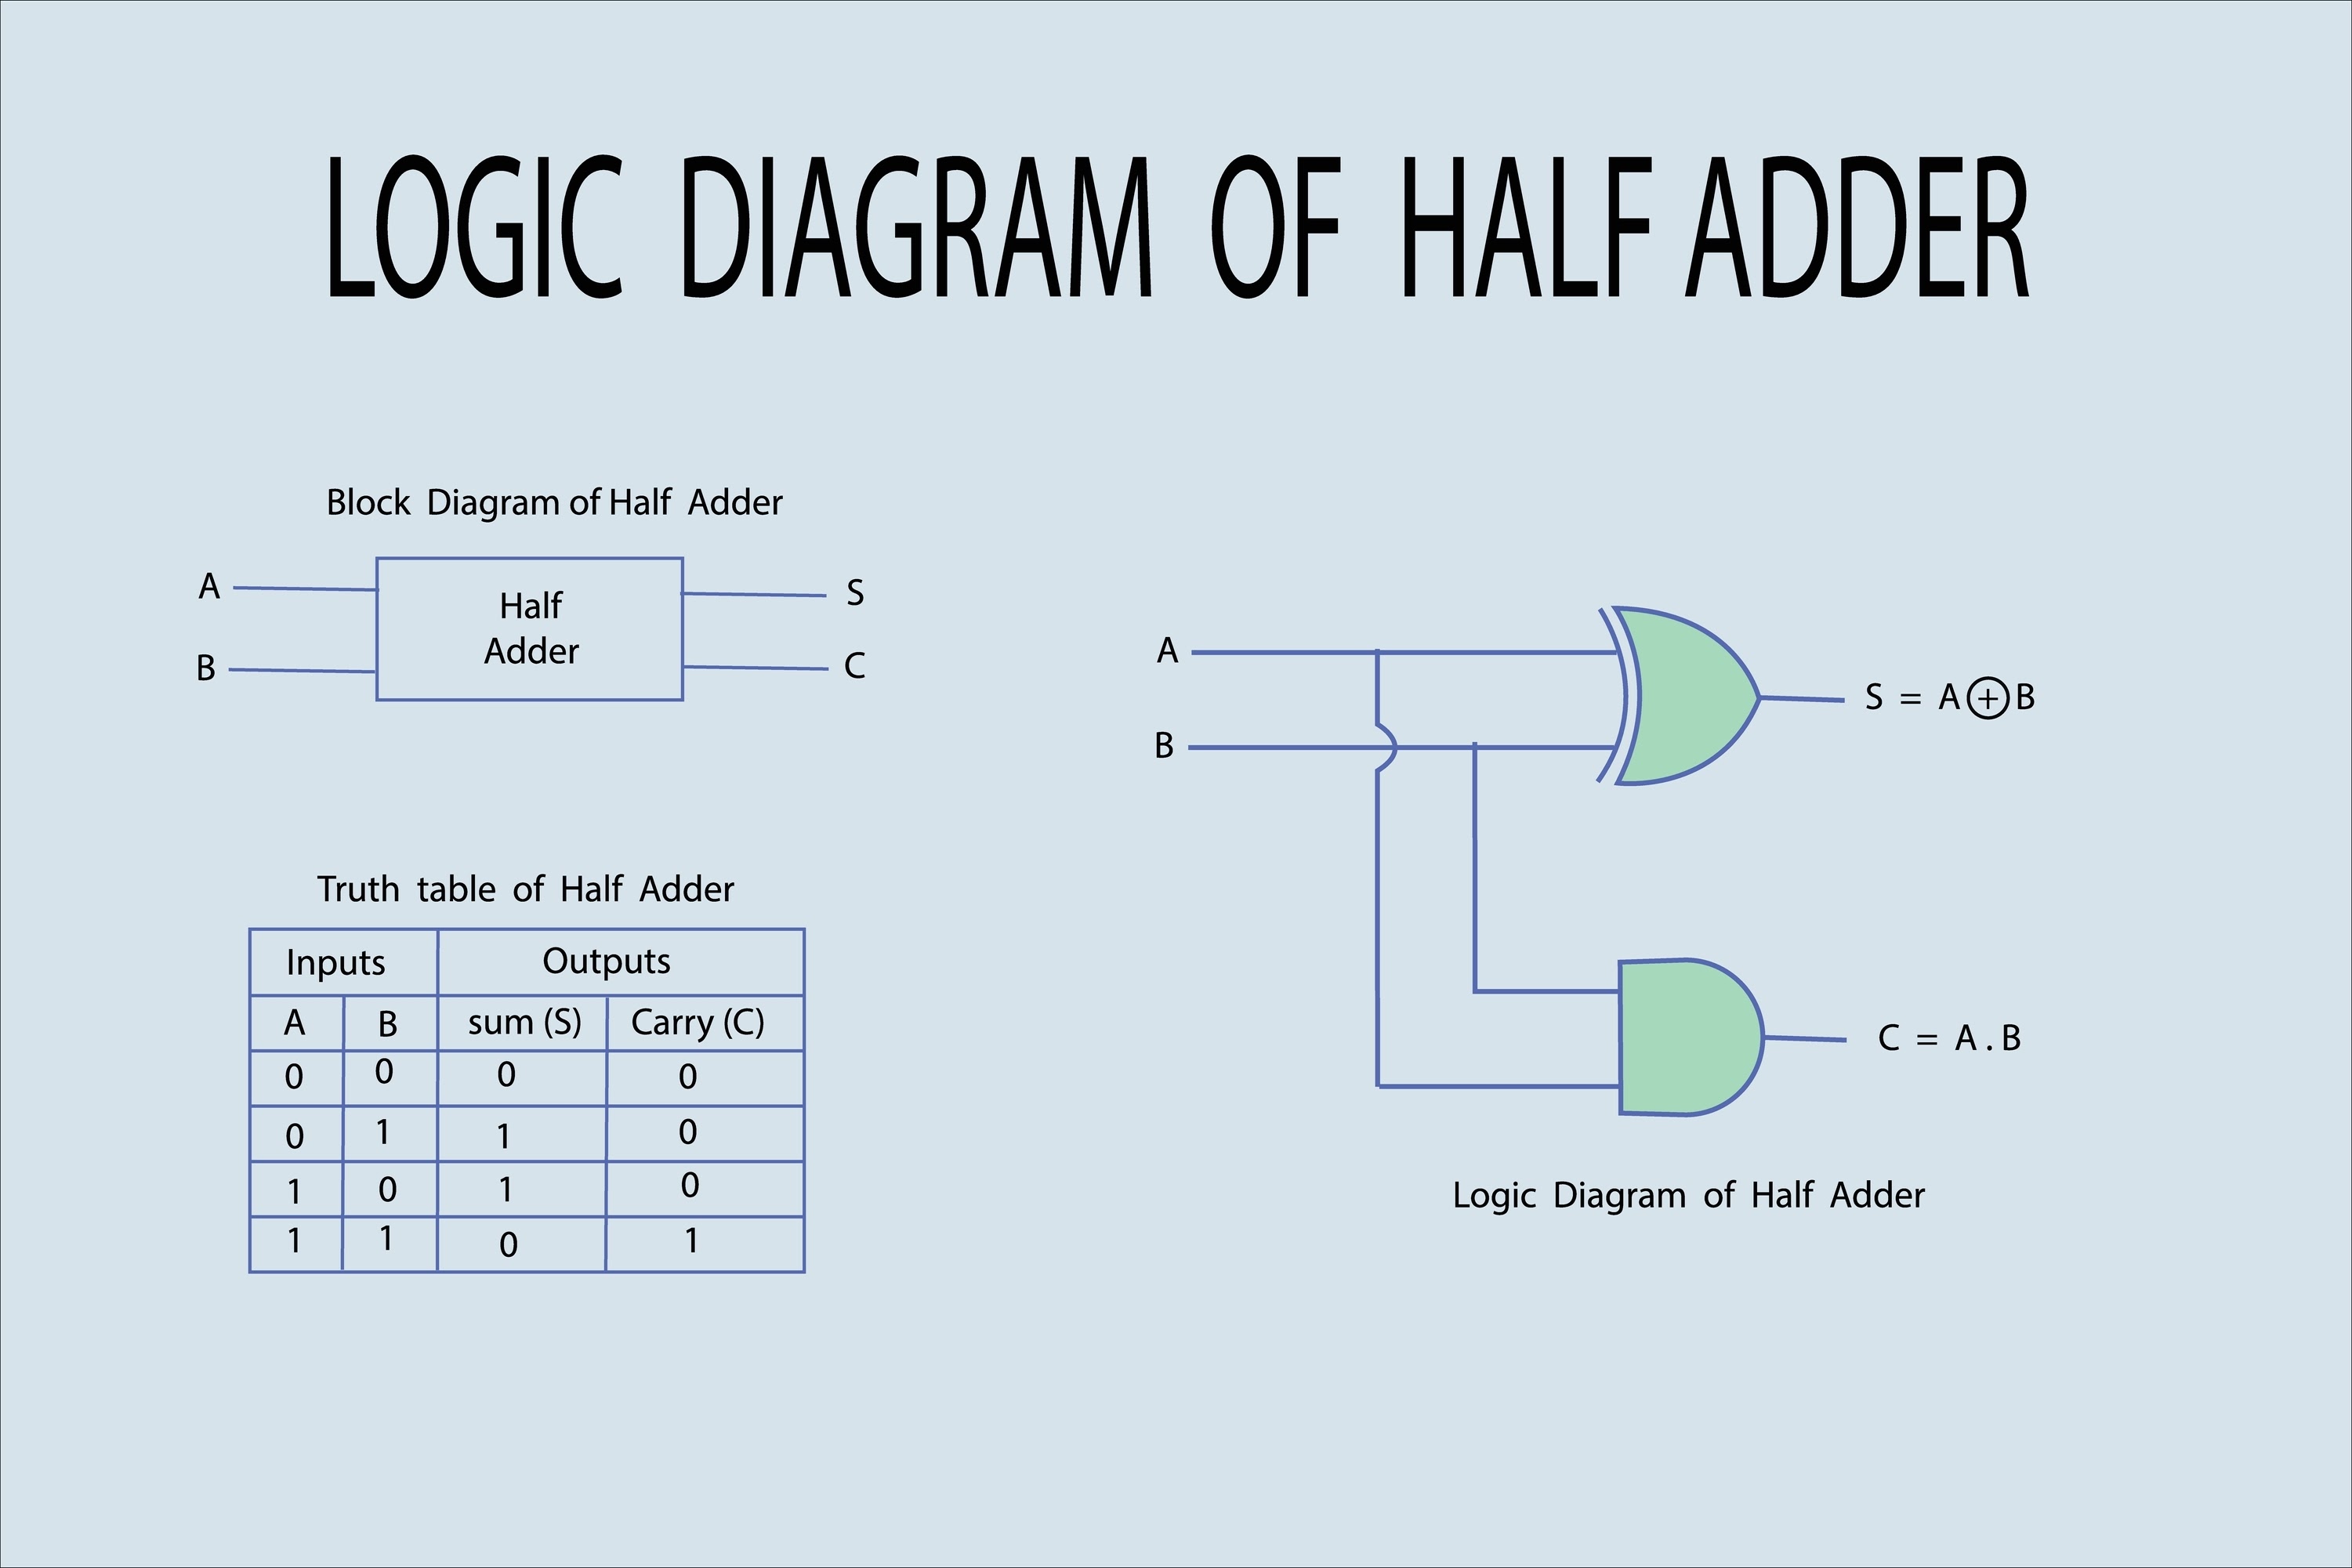 LOGIC DIAGRAM OF HALF ADDER
Block Diagram of Half Adder
A
B
Half
Adder
S
C
Truth table of Half Adder
Inputs Outputs
A B sum (S) Carry (C)
0 0 0 0
0 1 1 0
1 0 1 0
1 1 0 1
A
B
S = A⊕B
C = A . B
Logic Diagram of Half Adder